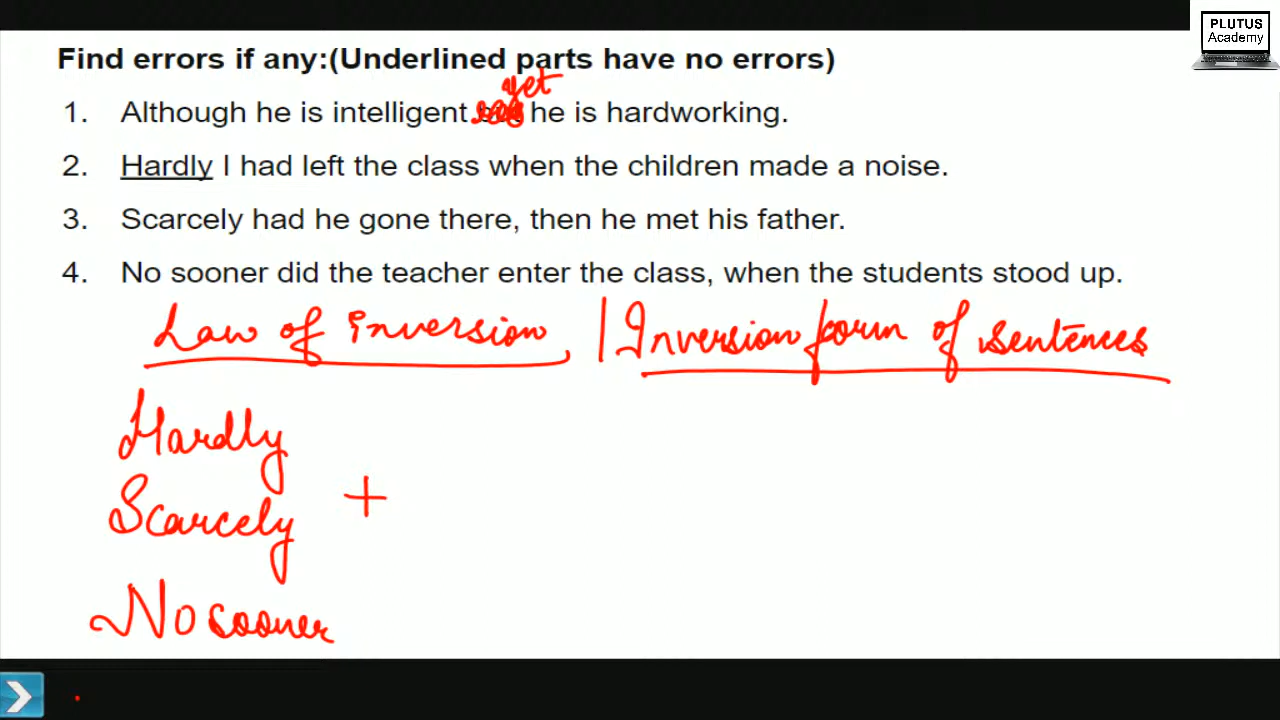 PLUTUS
Academy
Find errors if any:(Underlined parts have no errors)
yet
1. Although he is intelligent he is hardworking.
2. Hardly I had left the class when the children made a noise.
3. Scarcely had he gone there, then he met his father.
4. No sooner did the teacher enter the class, when the students stood up.
Law of inversion | Inversion form of sentences
Hardly
Scarcely +
No sooner